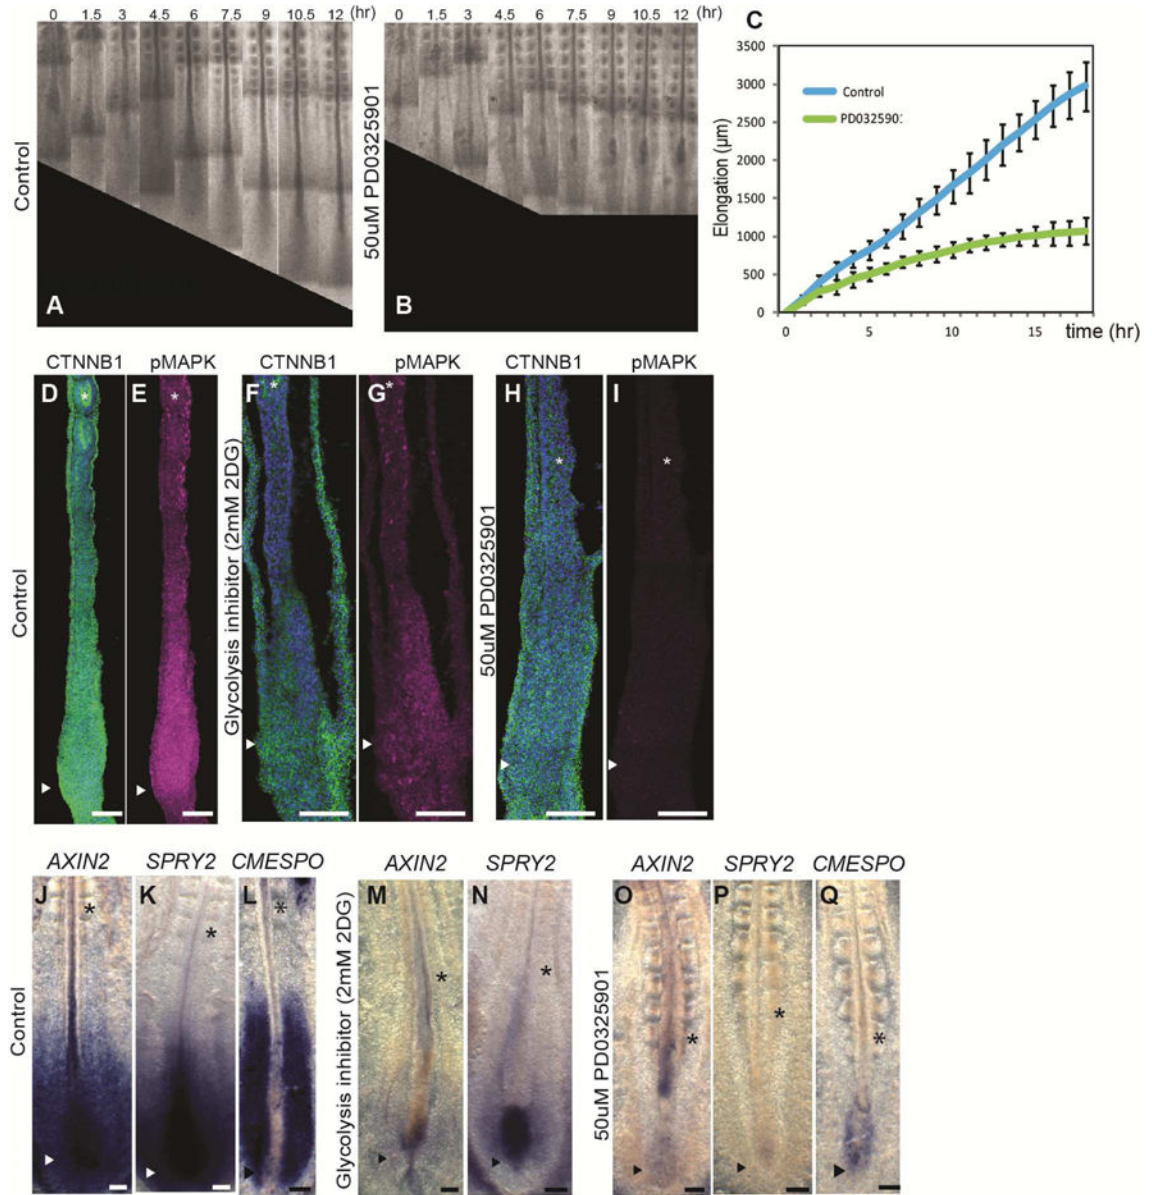 0 1.5 3 4.5 6 7.5 9 10.5 12 (hr)
0 1.5 3 4.5 6 7.5 9 10.5 12 (hr)
Control
A
50uM PD0325901
B
C
3500
3000
2500
2000
1500
1000
500
0
Elongation (µm)
Control
PD032590:
0 5 10 15 time (hr)
CTNNB1 pMAPK CTNNB1 pMAPK CTNNB1
Control
D * E *
Glycolysis inhibitor (2mM 2DG)
F * G *
50uM PD0325901
H * I *
AXIN2 SPRY2 CMESPO AXIN2 SPRY2 AXIN2 SPRY2 CMESPO
Control
J * K * L *
Glycolysis inhibitor (2mM 2DG)
M * N *
50uM PD0325901
O * P * Q *